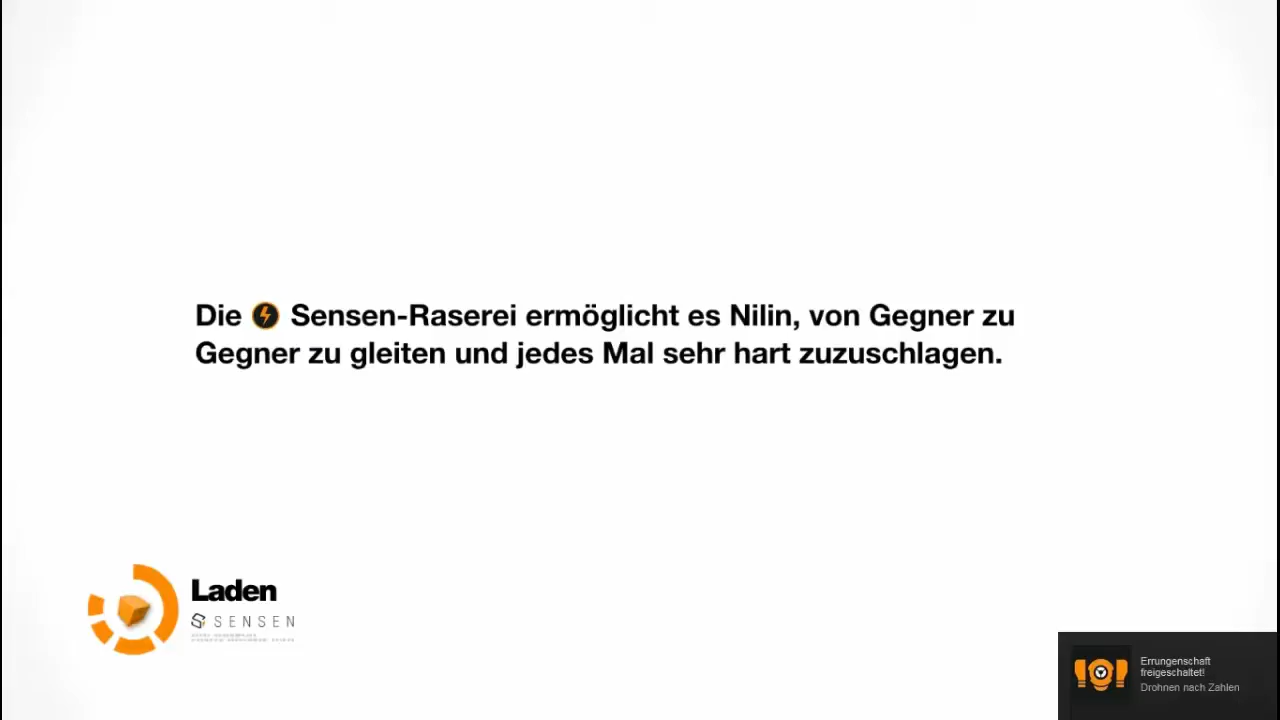 Die Sensen-Raserei ermöglicht es Nilin, von Gegner zu
Gegner zu gleiten und jedes Mal sehr hart zuzuschlagen.
Laden
SENSEN
Errungenschaft
freigeschaltet!
Drohnen nach Zahlen